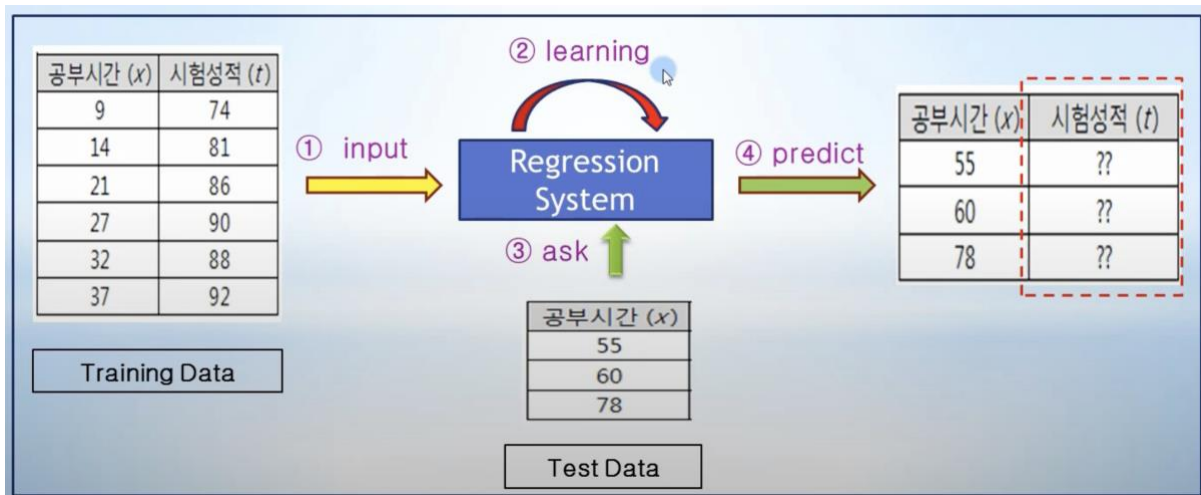 공부시간 (x) 시험성적 (t)
9 74
14 81
21 86
27 90
32 88
37 92
Training Data
① input
② learning
Regression
System
③ ask
공부시간 (x)
55
60
78
Test Data
④ predict
공부시간 (x) 시험성적 (t)
55 ??
60 ??
78 ??